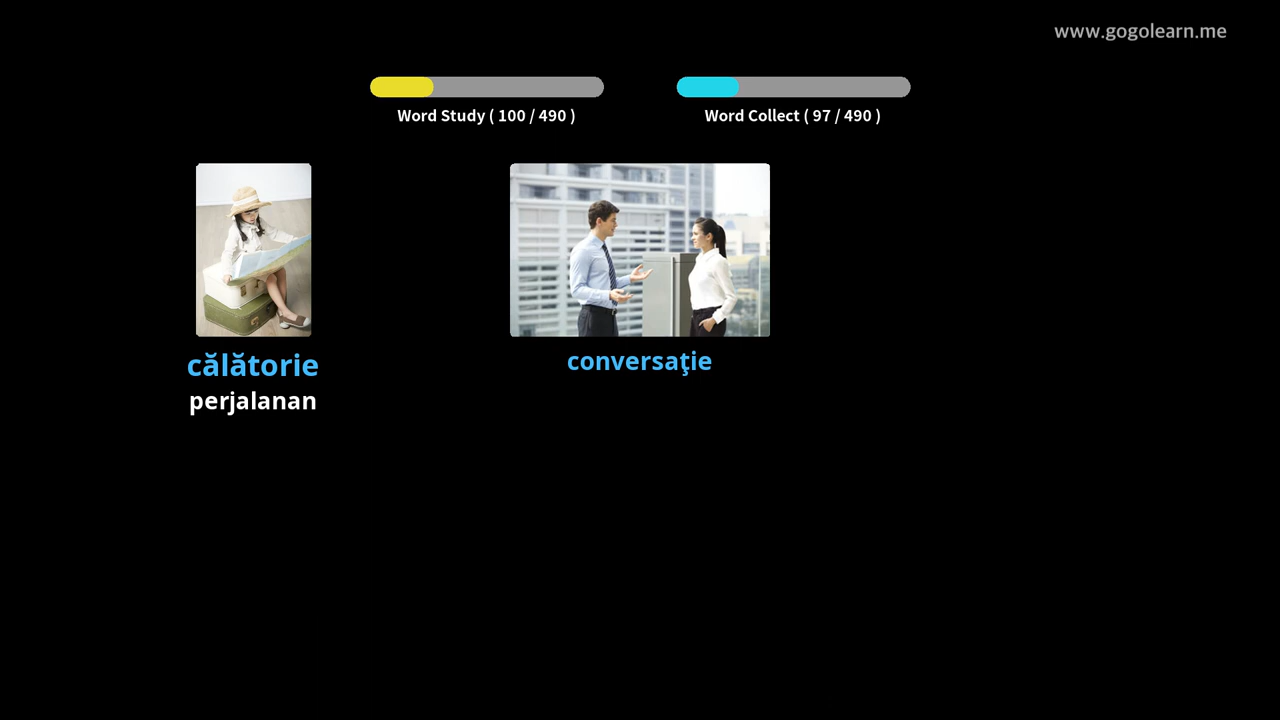 www.gogolearn.me
Word Study ( 100 / 490 )
Word Collect ( 97 / 490 )
călătorie
perjalanan
conversaţie